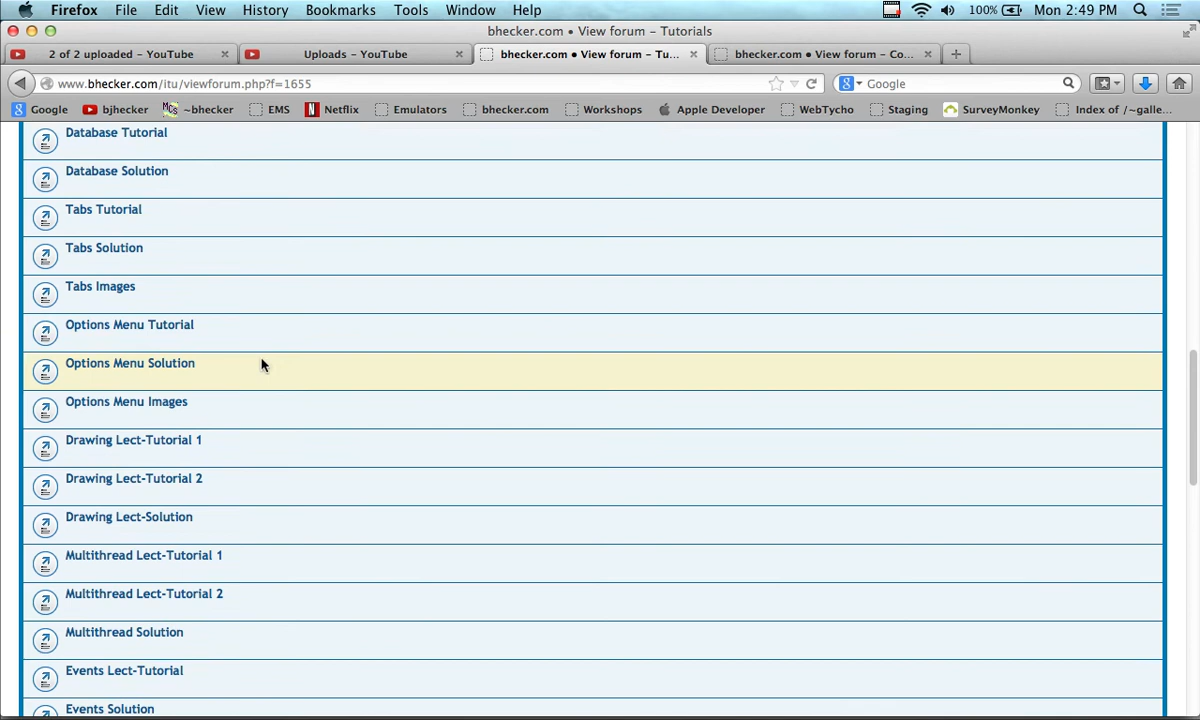 Firefox File Edit View History Bookmarks Tools Window Help 100% Mon 2:49 PM
bhecker.com • View forum – Tutorials
2 of 2 uploaded – YouTube Uploads – YouTube bhecker.com • View forum – Tu... bhecker.com • View forum – Co...
www.bhecker.com/itu/viewforum.php?f=1655 Google
Google bjhecker ~bhecker EMS Netflix Emulators bhecker.com Workshops Apple Developer WebTycho Staging SurveyMonkey Index of /~galle...
Database Tutorial
Database Solution
Tabs Tutorial
Tabs Solution
Tabs Images
Options Menu Tutorial
Options Menu Solution
Options Menu Images
Drawing Lect-Tutorial 1
Drawing Lect-Tutorial 2
Drawing Lect-Solution
Multithread Lect-Tutorial 1
Multithread Lect-Tutorial 2
Multithread Solution
Events Lect-Tutorial
Events Solution